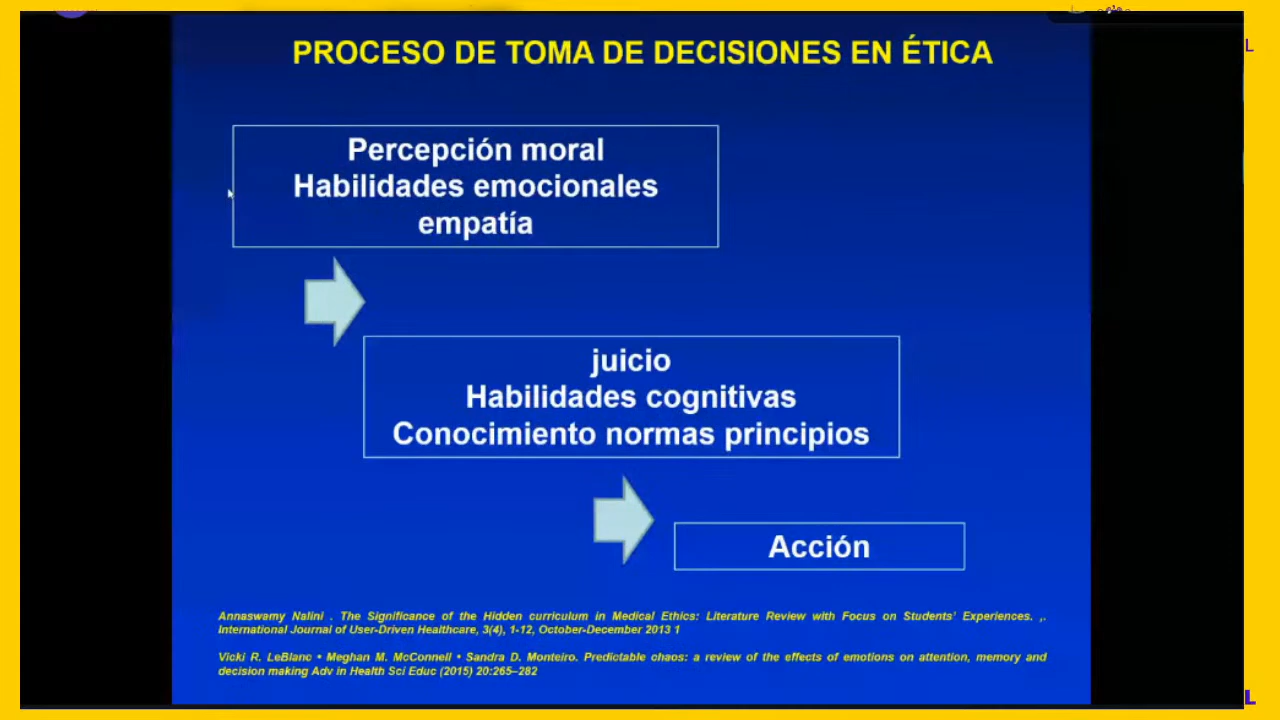 L
PROCESO DE TOMA DE DECISIONES EN ÉTICA
Percepción moral
Habilidades emocionales
empatía
juicio
Habilidades cognitivas
Conocimiento normas principios
Acción
Annaswamy Nalini . The Significance of the Hidden curriculum in Medical Ethics: Literature Review with Focus on Students' Experiences. ,.
International Journal of User-Driven Healthcare, 3(4), 1-12, October-December 2013 1
Vicki R. LeBlanc • Meghan M. McConnell • Sandra D. Monteiro. Predictable chaos: a review of the effects of emotions on attention, memory and
decision making Adv in Health Sci Educ (2015) 20:265–282
L